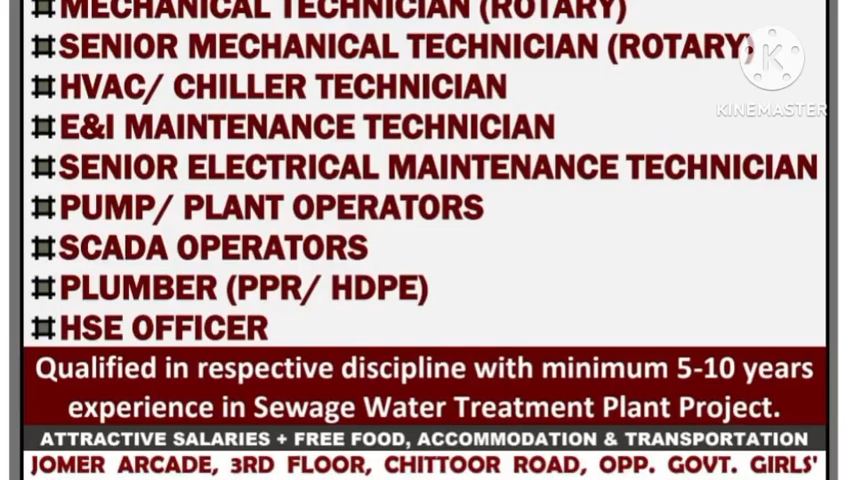 MECHANICAL TECHNICIAN (ROTARY)
SENIOR MECHANICAL TECHNICIAN (ROTARY)
HVAC/ CHILLER TECHNICIAN
E&I MAINTENANCE TECHNICIAN
SENIOR ELECTRICAL MAINTENANCE TECHNICIAN
PUMP/ PLANT OPERATORS
SCADA OPERATORS
PLUMBER (PPR/ HDPE)
HSE OFFICER
Qualified in respective discipline with minimum 5-10 years
experience in Sewage Water Treatment Plant Project.
ATTRACTIVE SALARIES + FREE FOOD, ACCOMMODATION & TRANSPORTATION
JOMER ARCADE, 3RD FLOOR, CHITTOOR ROAD, OPP. GOVT. GIRLS'
K
KINEMASTER